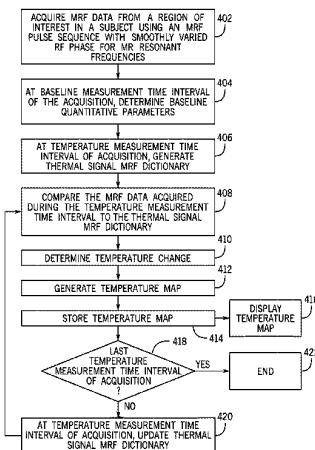 ACQUIRE MRF DATA FROM A REGION OF
INTEREST IN A SUBJECT USING AN MRF
PULSE SEQUENCE WITH SMOOTHLY VARIED
RF PHASE FOR MR RESONANT
FREQUENCIES
402
AT BASELINE MEASUREMENT TIME INTERVAL
OF THE ACQUISITION, DETERMINE BASELINE
QUANTITATIVE PARAMETERS
404
AT TEMPERATURE MEASUREMENT TIME
INTERVAL OF ACQUISITION, GENERATE
THERMAL SIGNAL MRF DICTIONARY
406
COMPARE THE MRF DATA ACQUIRED
DURING THE TEMPERATURE MEASUREMENT
TIME INTERVAL TO THE THERMAL SIGNAL
MRF DICTIONARY
408
DETERMINE TEMPERATURE CHANGE
410
GENERATE TEMPERATURE MAP
412
STORE TEMPERATURE MAP
414
DISPLAY
TEMPERATURE
MAP
LAST
TEMPERATURE
MEASUREMENT TIME INTERVAL
OF ACQUISITION
?
418
YES
END
NO
AT TEMPERATURE MEASUREMENT TIME
INTERVAL OF ACQUISITION, UPDATE THERMAL
SIGNAL MRF DICTIONARY
420